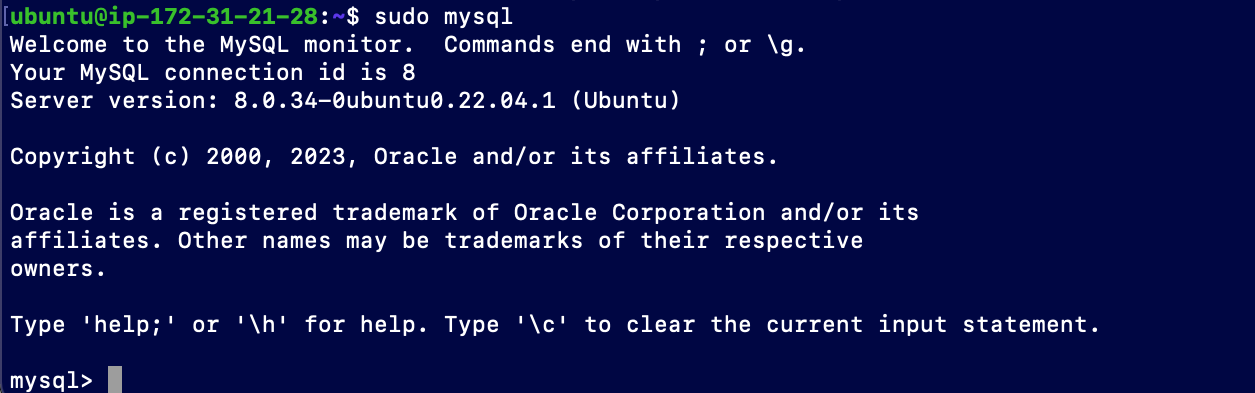 [ubuntu@ip-172-31-21-28:~$ sudo mysql
Welcome to the MySQL monitor.  Commands end with ; or \g.
Your MySQL connection id is 8
Server version: 8.0.34-0ubuntu0.22.04.1 (Ubuntu)

Copyright (c) 2000, 2023, Oracle and/or its affiliates.

Oracle is a registered trademark of Oracle Corporation and/or its
affiliates. Other names may be trademarks of their respective
owners.

Type 'help;' or '\h' for help. Type '\c' to clear the current input statement.

mysql>